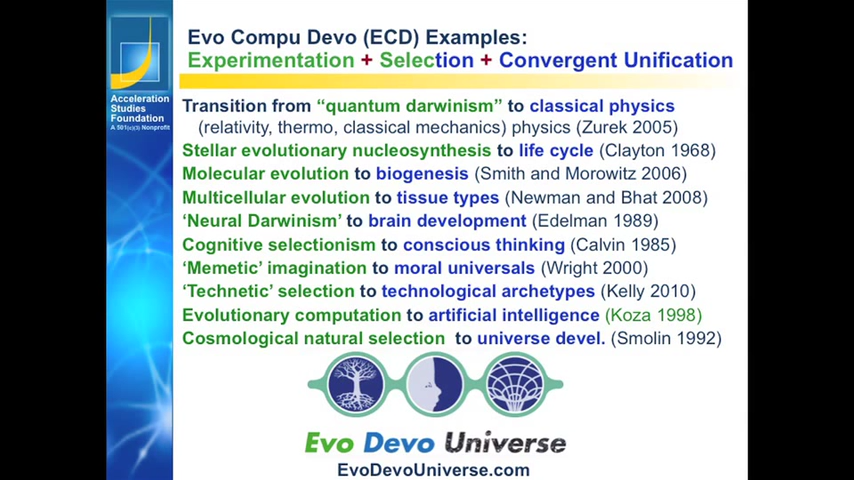 Evo Compu Devo (ECD) Examples:
Experimentation + Selection + Convergent Unification
Acceleration
Studies
Foundation
A 501(c)(3) Nonprofit
Transition from “quantum darwinism” to classical physics
(relativity, thermo, classical mechanics) physics (Zurek 2005)
Stellar evolutionary nucleosynthesis to life cycle (Clayton 1968)
Molecular evolution to biogenesis (Smith and Morowitz 2006)
Multicellular evolution to tissue types (Newman and Bhat 2008)
‘Neural Darwinism’ to brain development (Edelman 1989)
Cognitive selectionism to conscious thinking (Calvin 1985)
‘Memetic’ imagination to moral universals (Wright 2000)
‘Technetic’ selection to technological archetypes (Kelly 2010)
Evolutionary computation to artificial intelligence (Koza 1998)
Cosmological natural selection to universe devel. (Smolin 1992)
Evo Devo Universe
EvoDevoUniverse.com